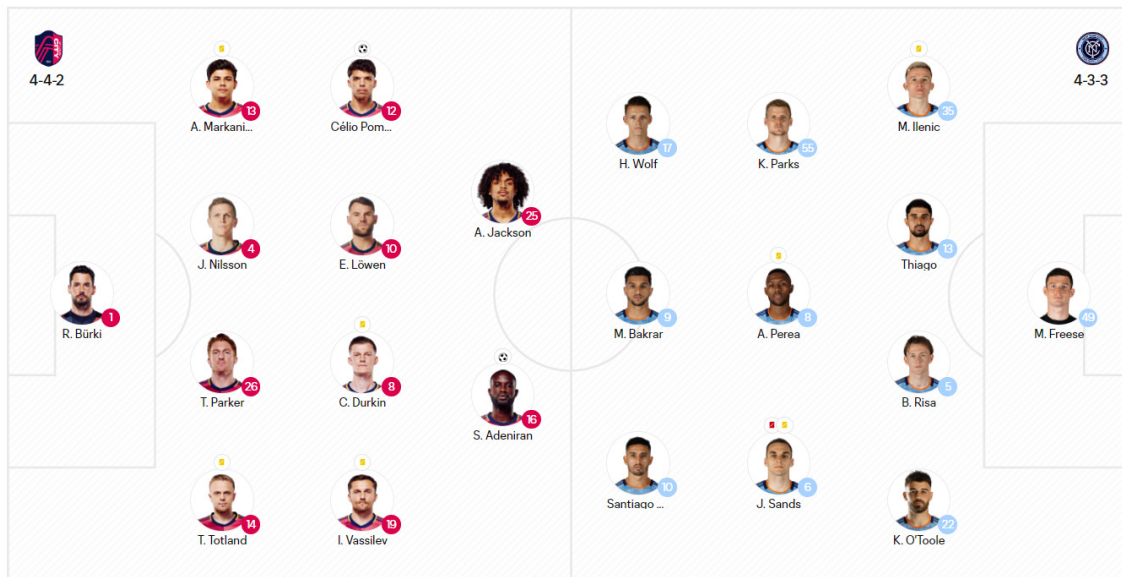 4-4-2
CITY
13
A. Markani...
12
Célio Pom...
4
J. Nilsson
10
E. Löwen
25
A. Jackson
1
R. Bürki
26
T. Parker
8
C. Durkin
16
S. Adeniran
14
T. Totland
19
I. Vassilev
4-3-3
17
H. Wolf
55
K. Parks
35
M. Ilenic
13
Thiago
9
M. Bakrar
8
A. Perea
49
M. Freese
5
B. Risa
10
Santiago ...
6
J. Sands
22
K. O'Toole